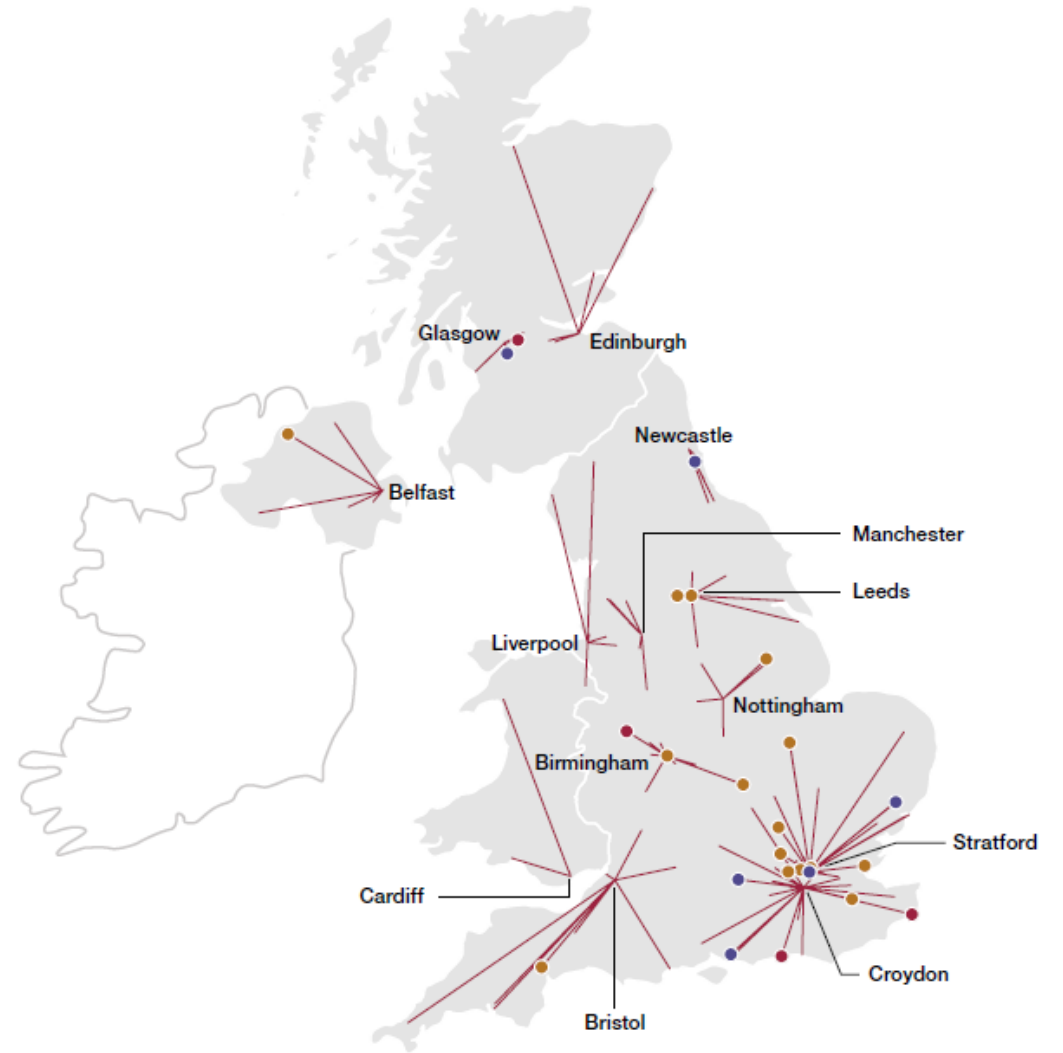 Glasgow
Edinburgh
Newcastle
Belfast
Manchester
Leeds
Liverpool
Nottingham
Birmingham
Stratford
Cardiff
Croydon
Bristol